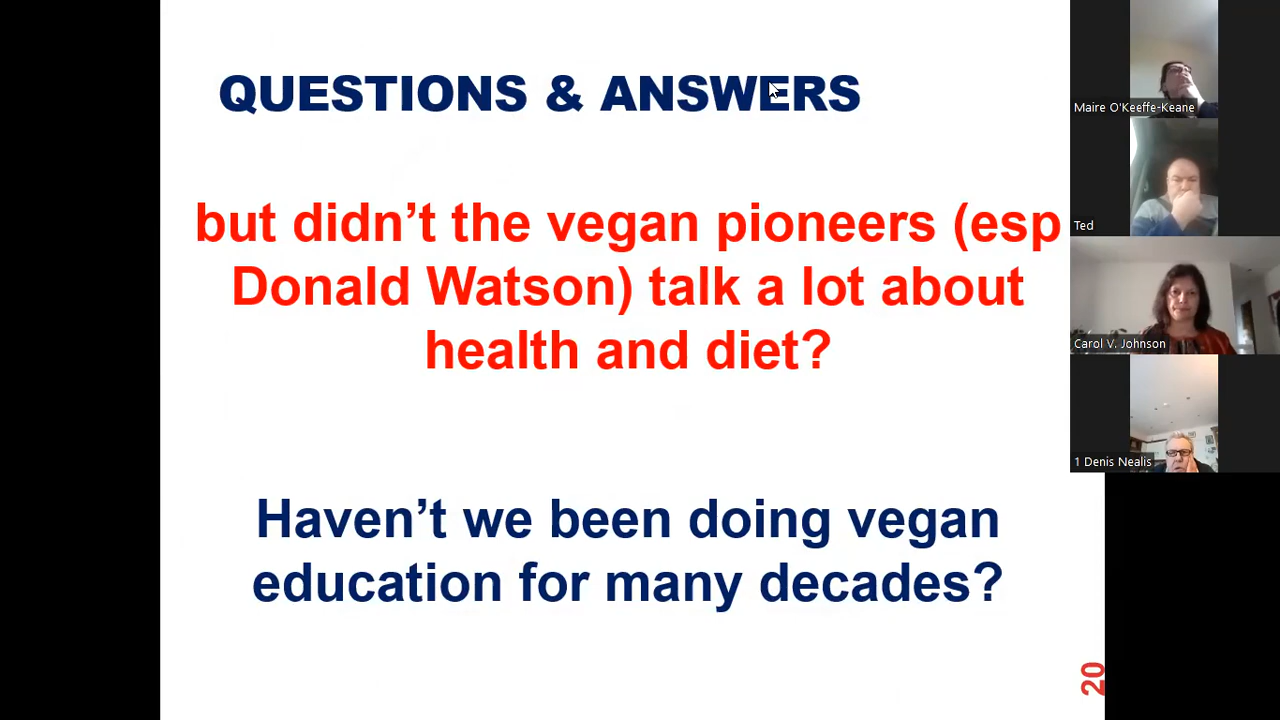 QUESTIONS & ANSWERS
but didn’t the vegan pioneers (esp
Donald Watson) talk a lot about
health and diet?
Haven’t we been doing vegan
education for many decades?
20
Maire O'Keeffe-Keane
Ted
Carol V. Johnson
1 Denis Nealis